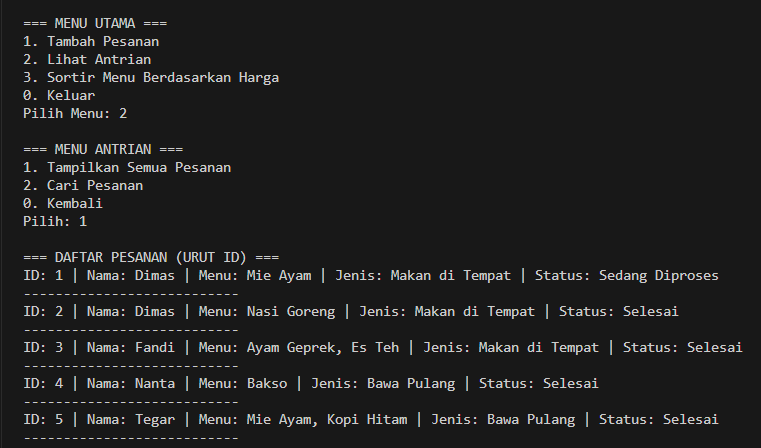 === MENU UTAMA ===
1. Tambah Pesanan
2. Lihat Antrian
3. Sortir Menu Berdasarkan Harga
0. Keluar
Pilih Menu: 2
=== MENU ANTRIAN ===
1. Tampilkan Semua Pesanan
2. Cari Pesanan
0. Kembali
Pilih: 1
=== DAFTAR PESANAN (URUT ID) ===
ID: 1 | Nama: Dimas | Menu: Mie Ayam | Jenis: Makan di Tempat | Status: Sedang Diproses
---------------------------
ID: 2 | Nama: Dimas | Menu: Nasi Goreng | Jenis: Makan di Tempat | Status: Selesai
---------------------------
ID: 3 | Nama: Fandi | Menu: Ayam Geprek, Es Teh | Jenis: Makan di Tempat | Status: Selesai
---------------------------
ID: 4 | Nama: Nanta | Menu: Bakso | Jenis: Bawa Pulang | Status: Selesai
---------------------------
ID: 5 | Nama: Tegar | Menu: Mie Ayam, Kopi Hitam | Jenis: Bawa Pulang | Status: Selesai
---------------------------